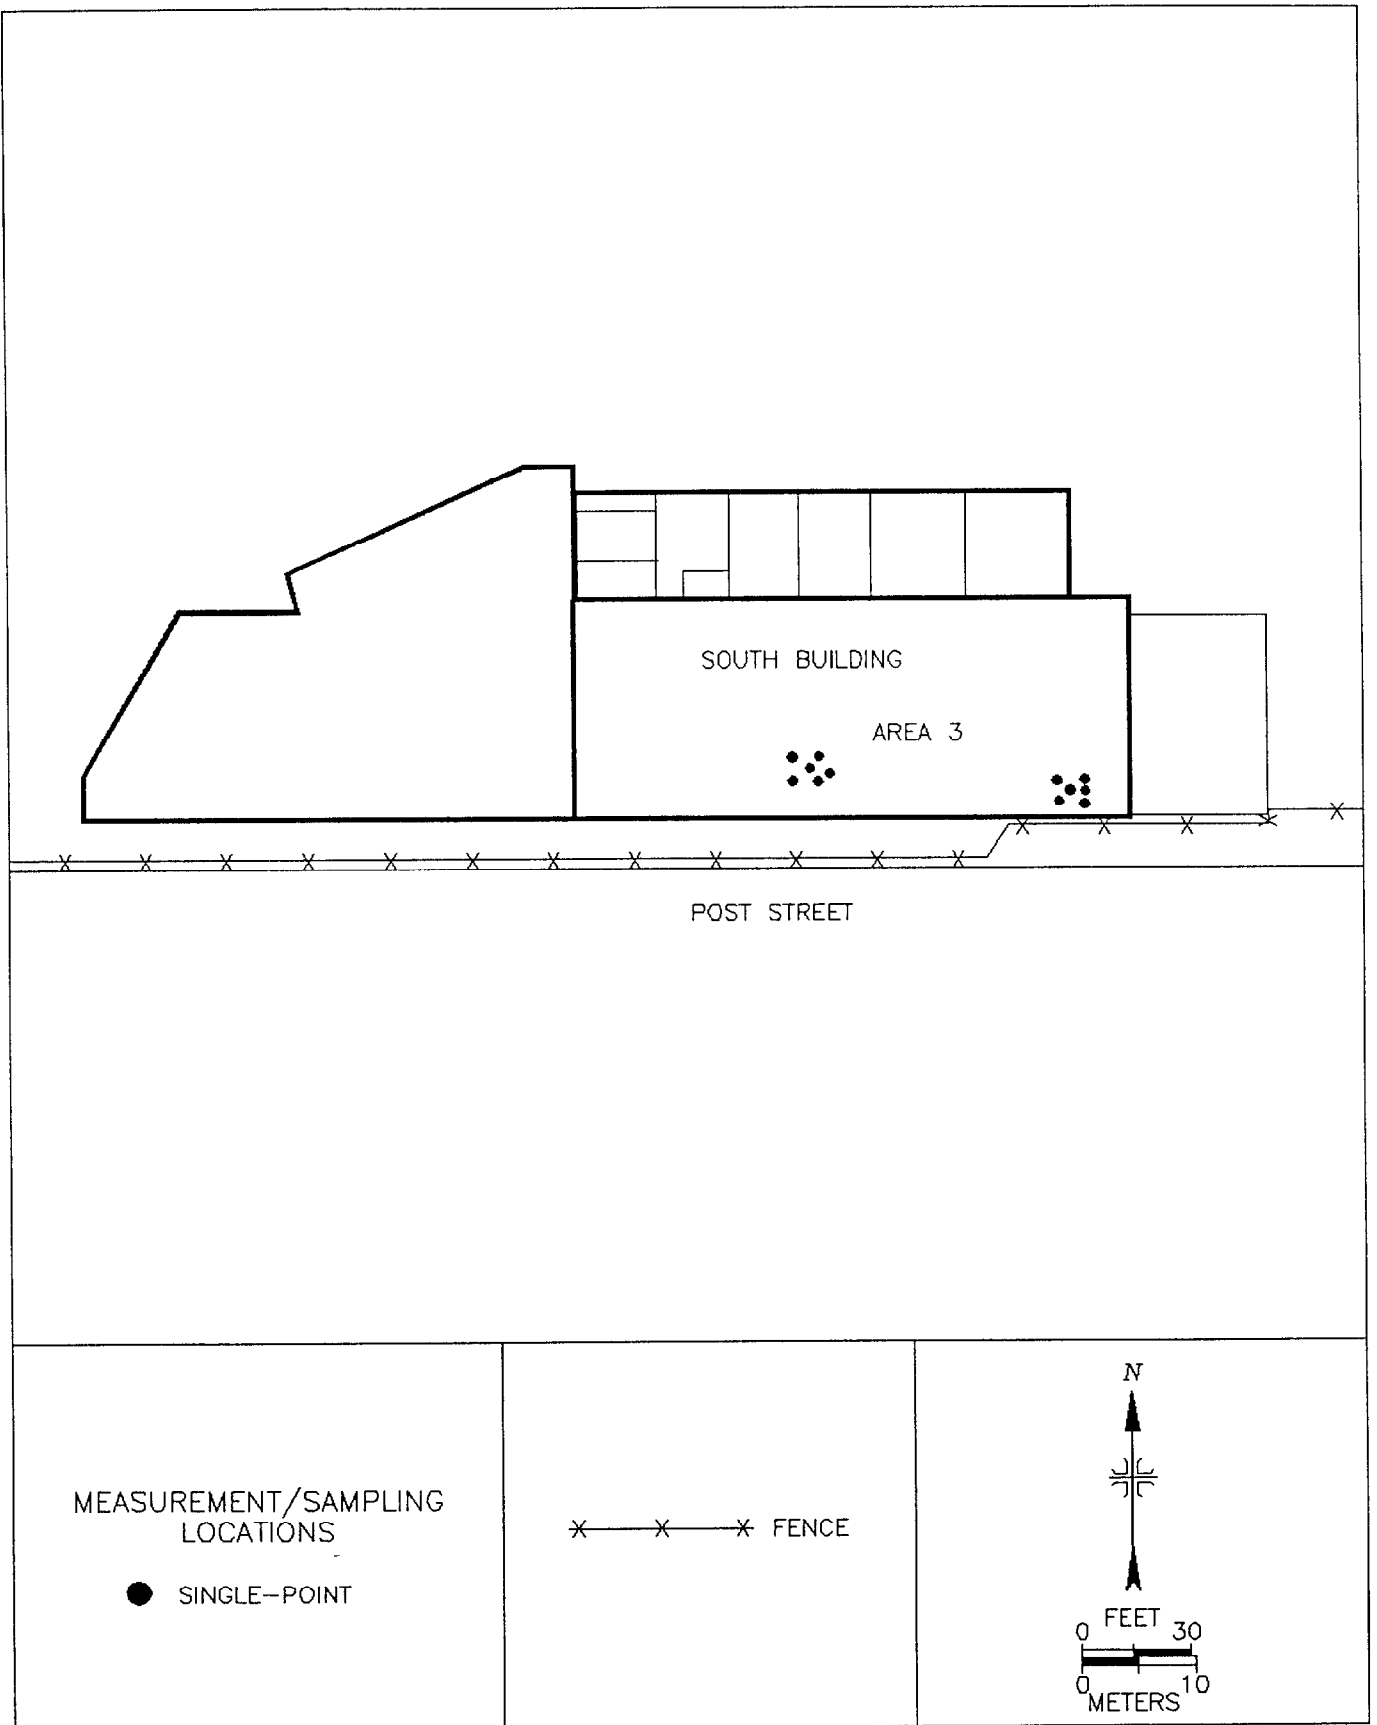 SOUTH BUILDING
AREA 3
POST STREET
MEASUREMENT/SAMPLING
LOCATIONS
SINGLE-POINT
FENCE
N
FEET
0 30
0 10
METERS